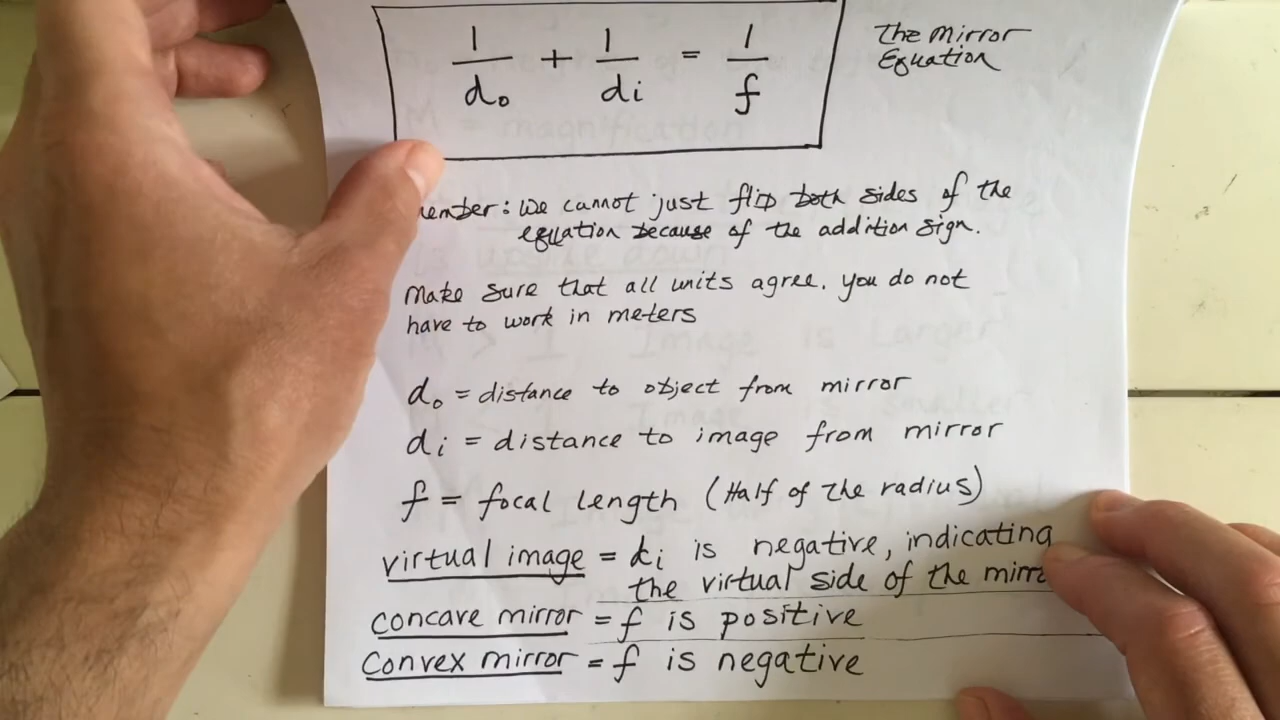 1/dₒ + 1/di = 1/f
The Mirror
Equation
ember: We cannot just flip both sides of the
equation because of the addition sign.
Make sure that all units agree. you do not
have to work in meters
dₒ = distance to object from mirror
di = distance to image from mirror
f = focal length (Half of the radius)
virtual image = di is negative, indicating
the virtual side of the mirro
concave mirror = f is positive
Convex mirror = f is negative